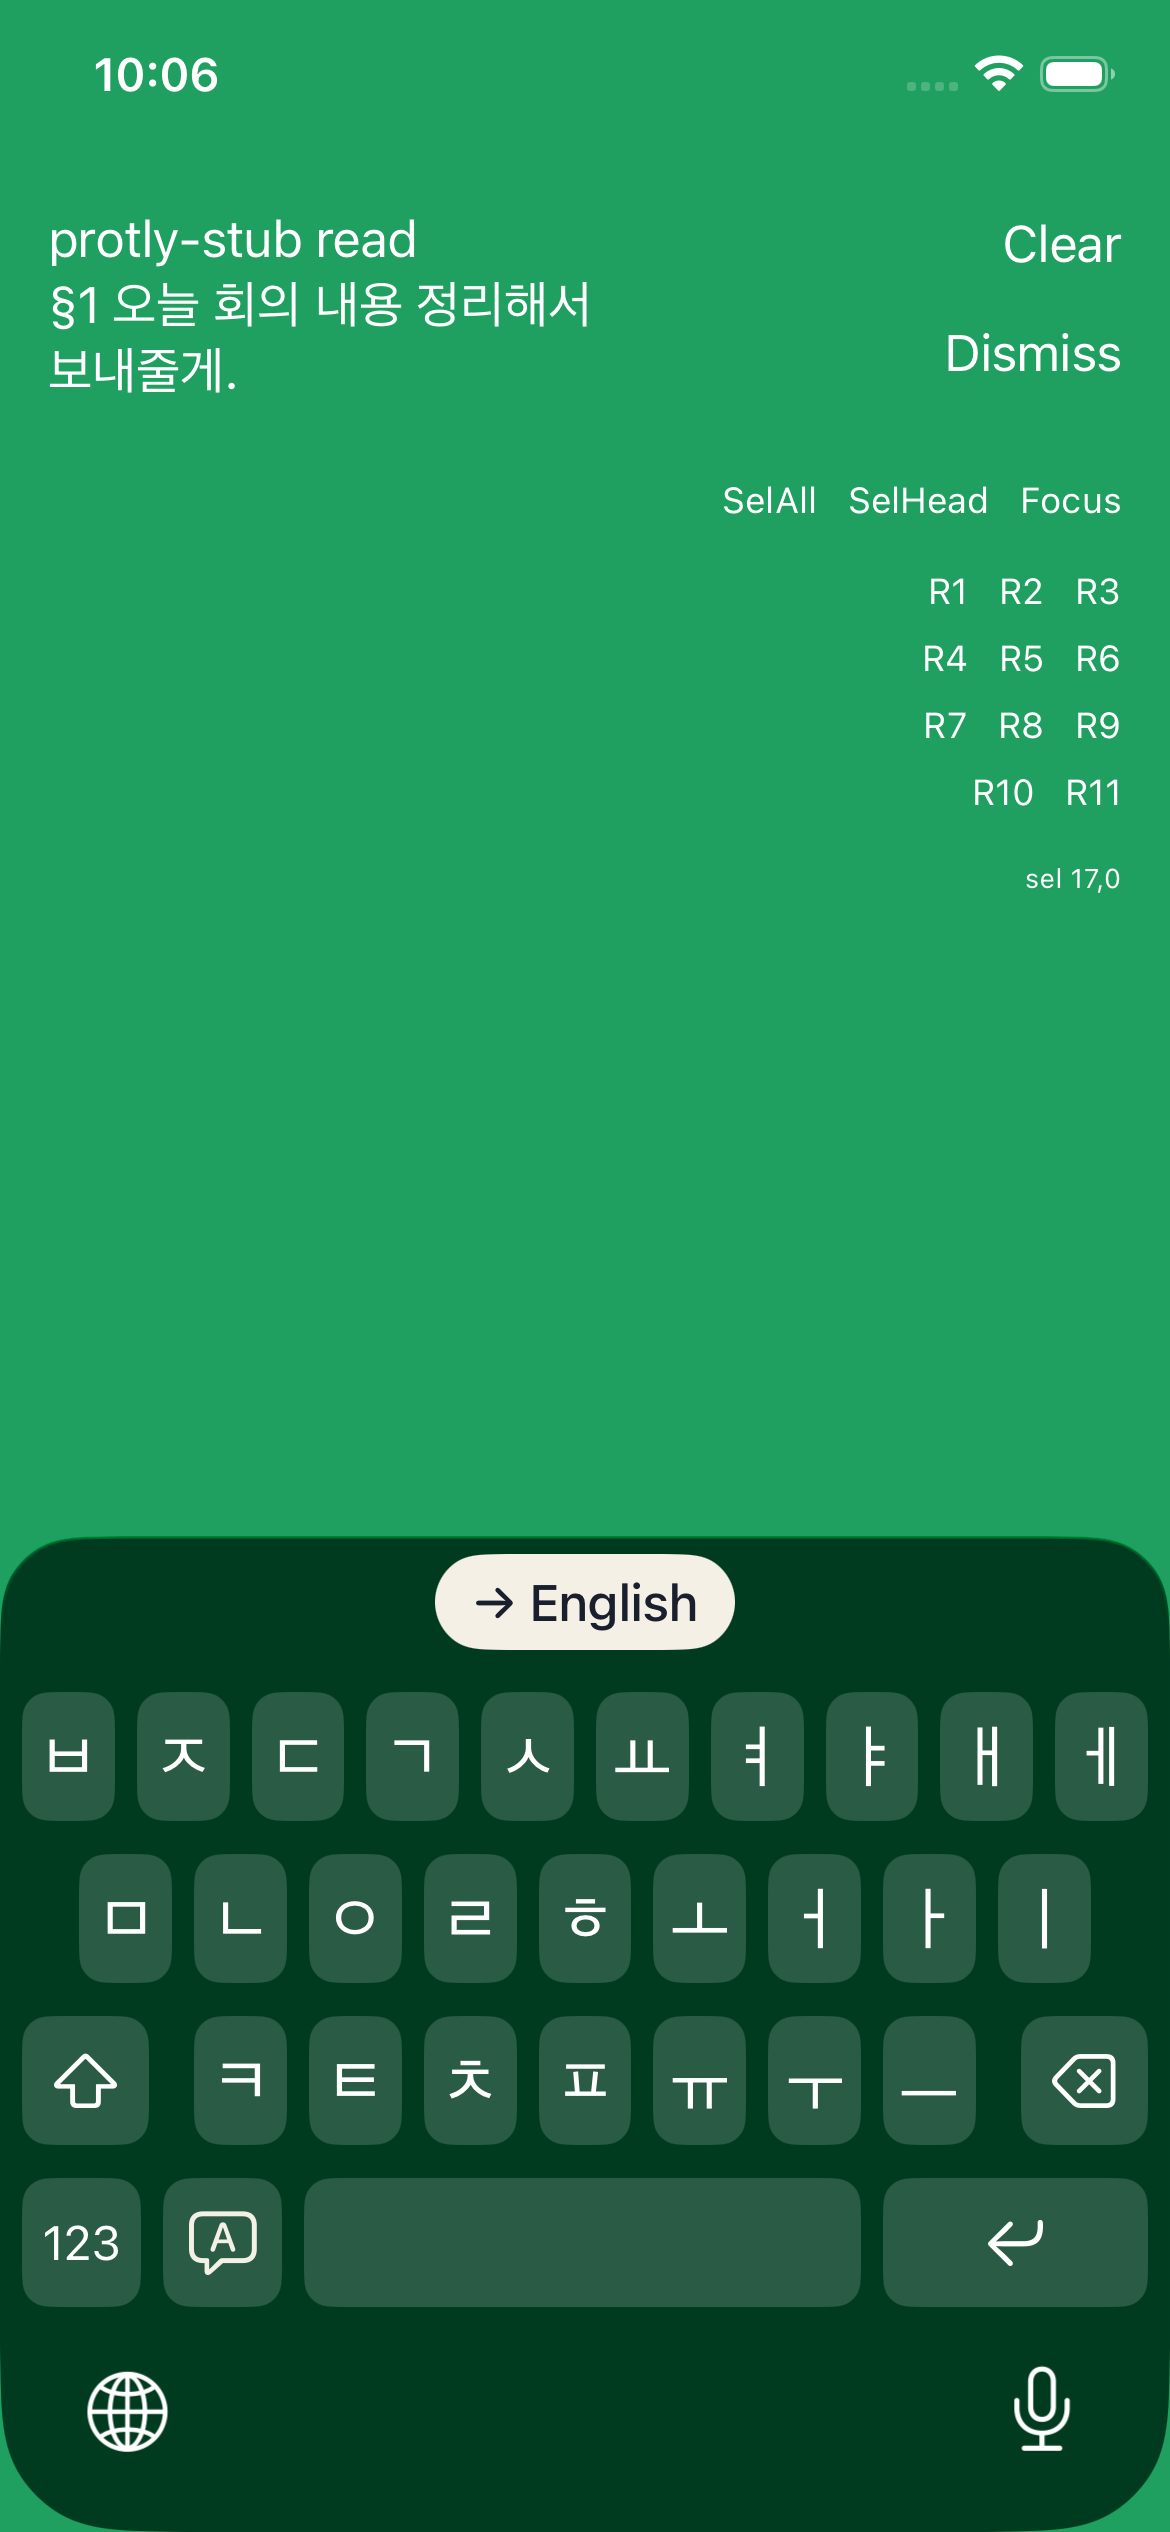 10:06
protly-stub read
§1 오늘 회의 내용 정리해서
보내줄게.
Clear
Dismiss
SelAll SelHead Focus
R1 R2 R3
R4 R5 R6
R7 R8 R9
R10 R11
sel 17,0
→ English
ㅂ ㅈ ㄷ ㄱ ㅅ ㅛ ㅕ ㅑ ㅐ ㅔ
ㅁ ㄴ ㅇ ㄹ ㅎ ㅗ ㅓ ㅏ ㅣ
ㅋ ㅌ ㅊ ㅍ ㅠ ㅜ ㅡ
123 A